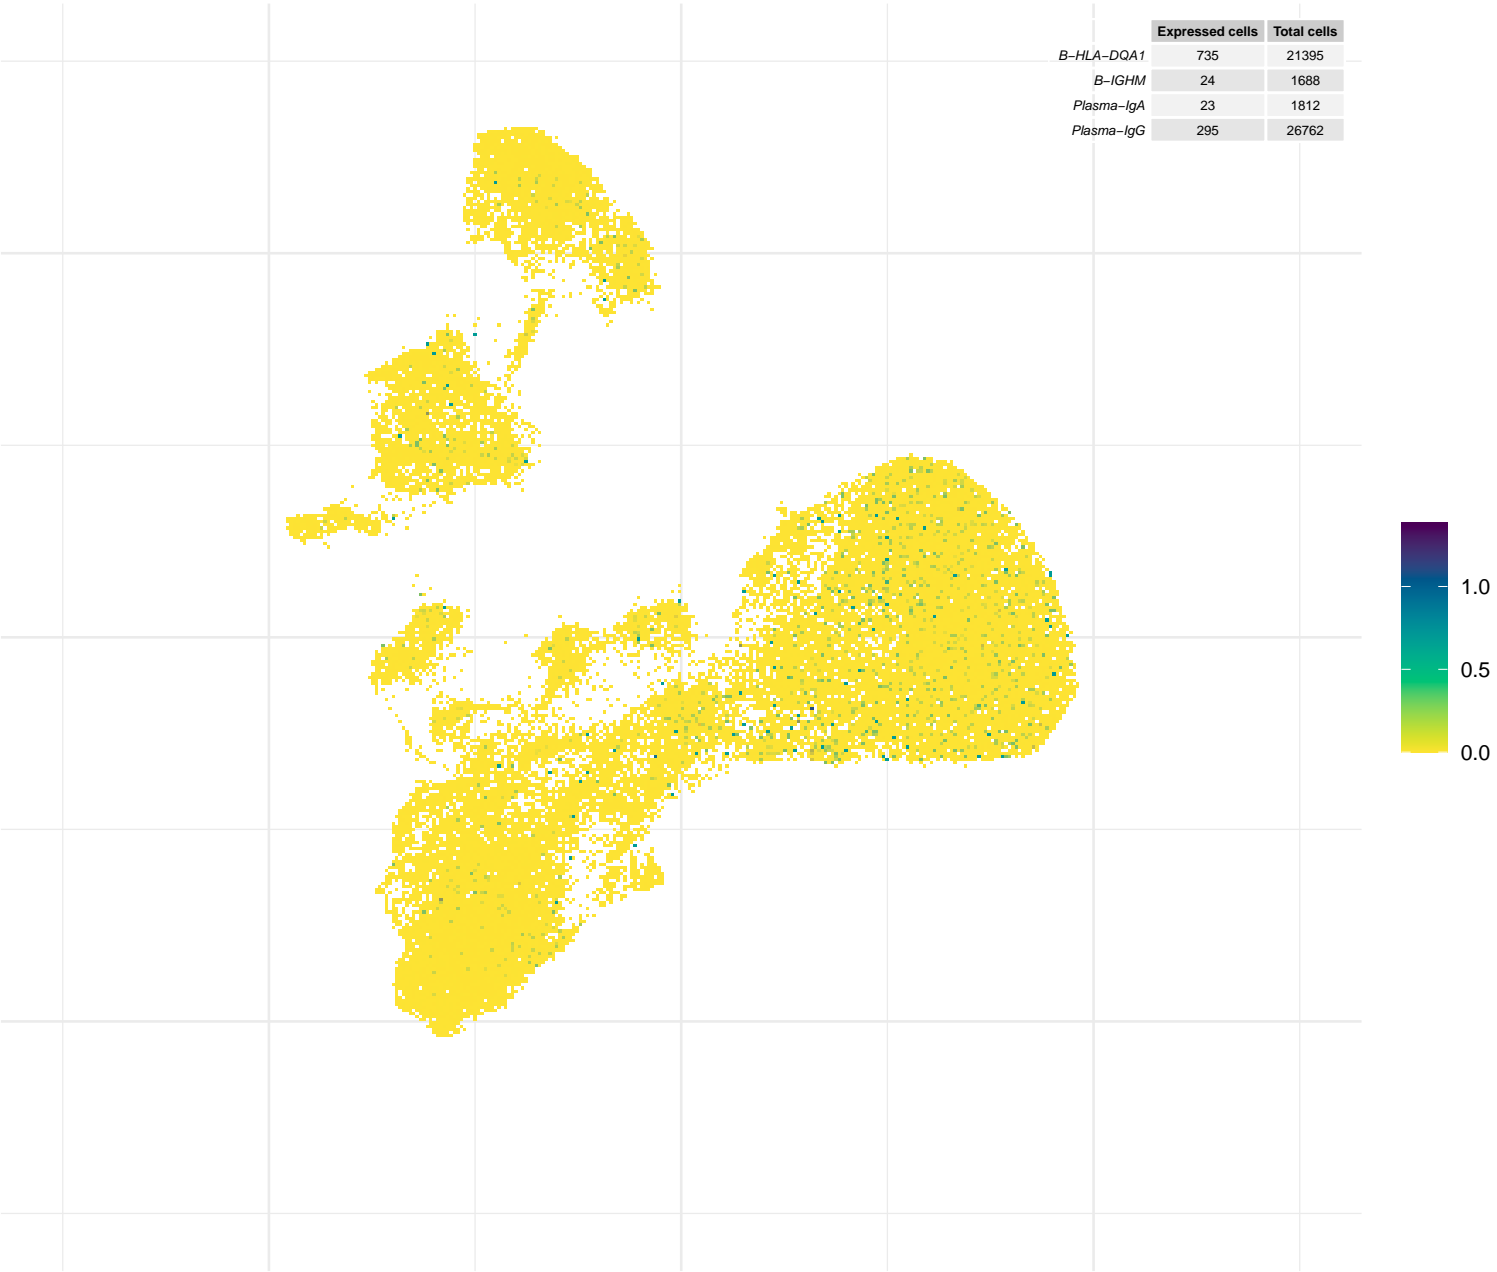 Expressed cells Total cells
B−HLA−DQA1 735 21395
B−IGHM 24 1688
Plasma−IgA 23 1812
Plasma−IgG 295 26762
1.0
0.5
0.0